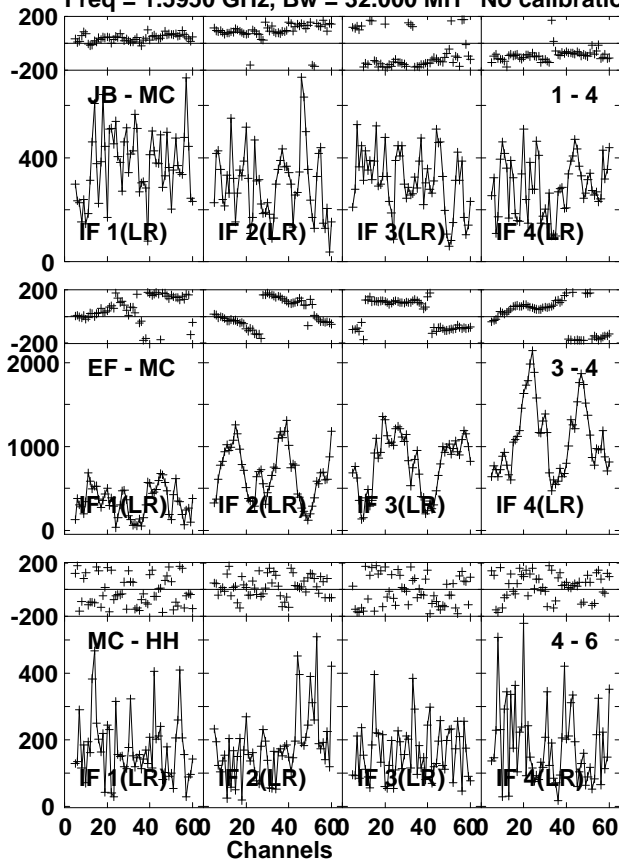 Freq = 1.5950 GHz, Bw = 32.000 MH No calibratio
200
-200
JB - MC
1 - 4
400
0
IF 1(LR)
IF 2(LR)
IF 3(LR)
IF 4(LR)
200
-200
EF - MC
3 - 4
2000
1000
0
IF 1(LR)
IF 2(LR)
IF 3(LR)
IF 4(LR)
200
-200
MC - HH
4 - 6
400
200
0
IF 1(LR)
IF 2(LR)
IF 3(LR)
IF 4(LR)
0 20 40 60 0 20 40 60 0 20 40 60 0 20 40 60
Channels